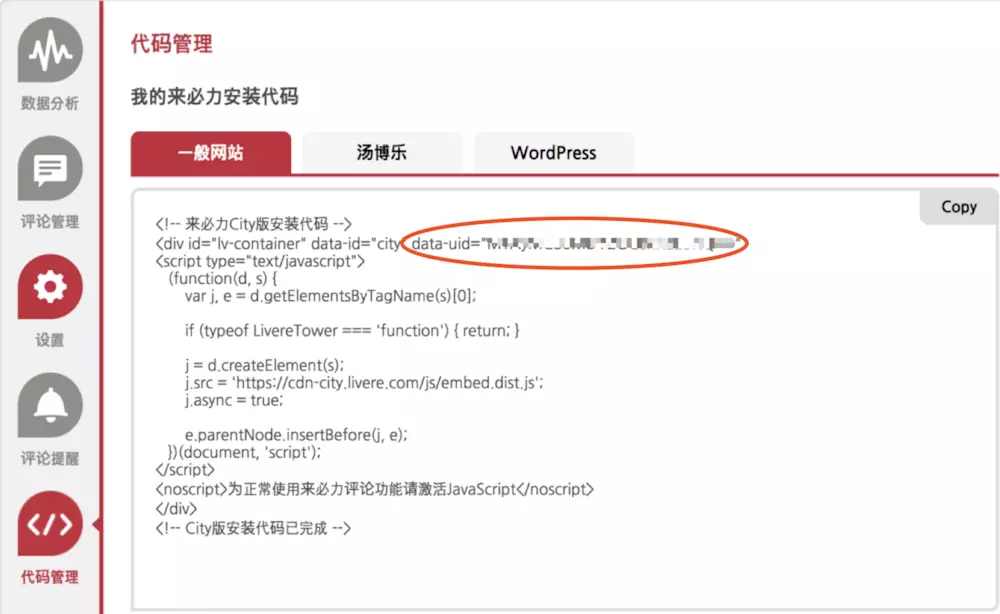 代码管理
我的来必力安装代码
一般网站
汤博乐
WordPress
Copy
<!-- 来必力City版安装代码 -->
<div id="lv-container" data-id="city" data-uid="
<script type="text/javascript">
(function(d, s) {
var j, e = d.getElementsByTagName(s)[0];
if (typeof LivereTower === 'function') { return; }
j = d.createElement(s);
j.src = 'https://cdn-city.livere.com/js/embed.dist.js';
j.async = true;
e.parentNode.insertBefore(j, e);
})(document, 'script');
</script>
<noscript>为正常使用来必力评论功能请激活JavaScript</noscript>
</div>
<!-- City版安装代码已完成 -->
数据分析
评论管理
设置
评论提醒
代码管理